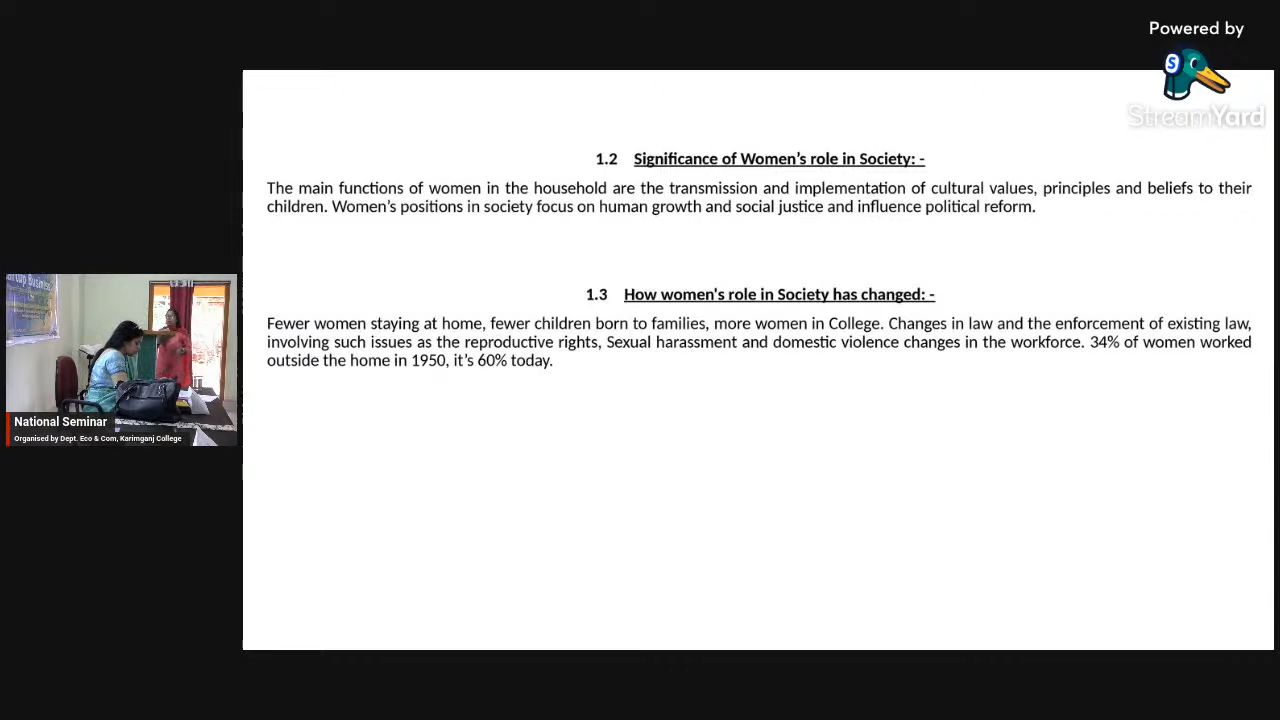 Powered by
StreamYard
1.2 Significance of Women’s role in Society: -
The main functions of women in the household are the transmission and implementation of cultural values, principles and beliefs to their
children. Women’s positions in society focus on human growth and social justice and influence political reform.
1.3 How women's role in Society has changed: -
Fewer women staying at home, fewer children born to families, more women in College. Changes in law and the enforcement of existing law,
involving such issues as the reproductive rights, Sexual harassment and domestic violence changes in the workforce. 34% of women worked
outside the home in 1950, it’s 60% today.
Business
National Seminar
Organised by Dept. Eco & Com, Karimganj College